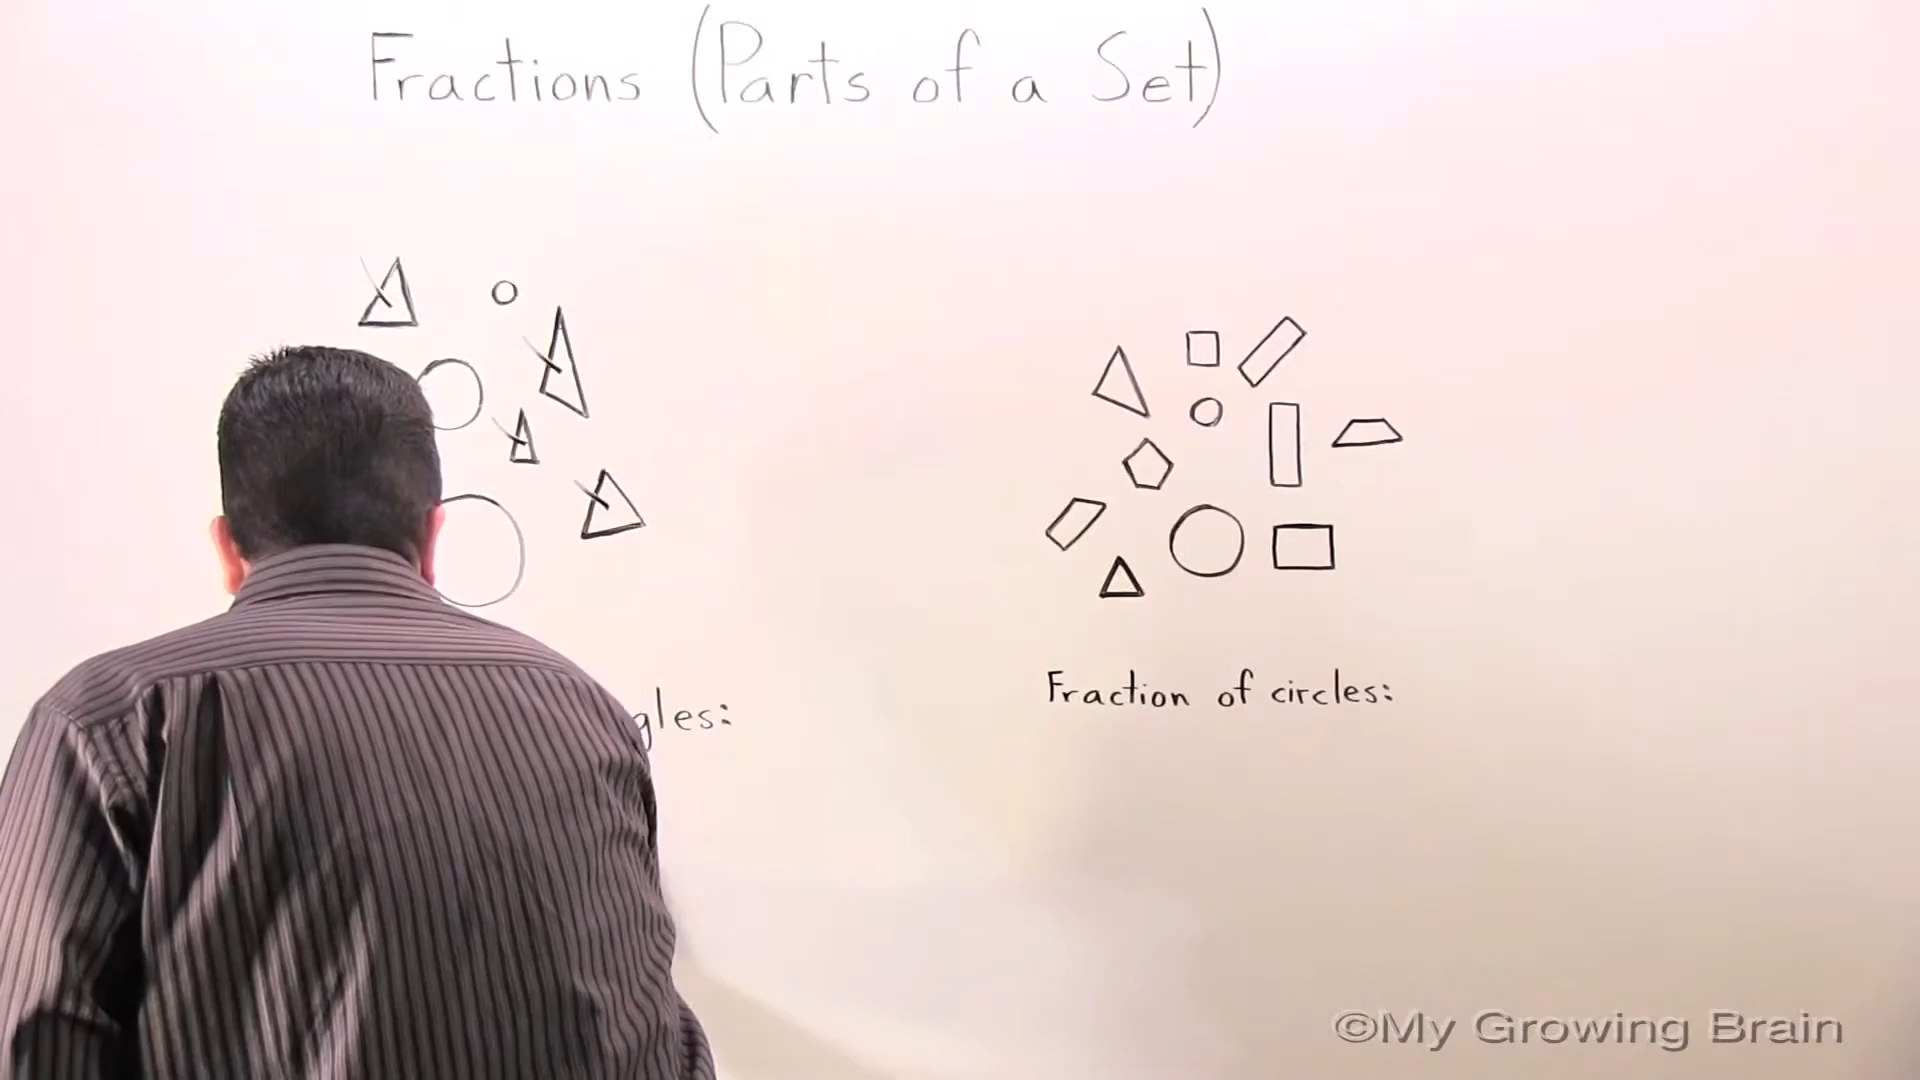 Fractions (Parts of a Set)
gles:
Fraction of circles:
©My Growing Brain